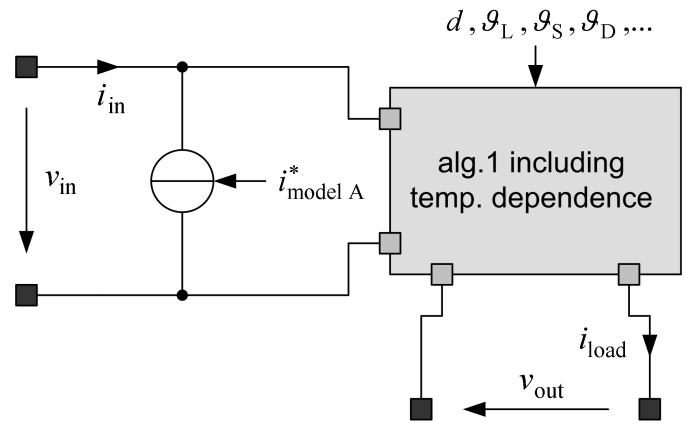 d , ϑL , ϑS , ϑD ,...
iin
vin
i*model A
alg.1 including
temp. dependence
iload
vout